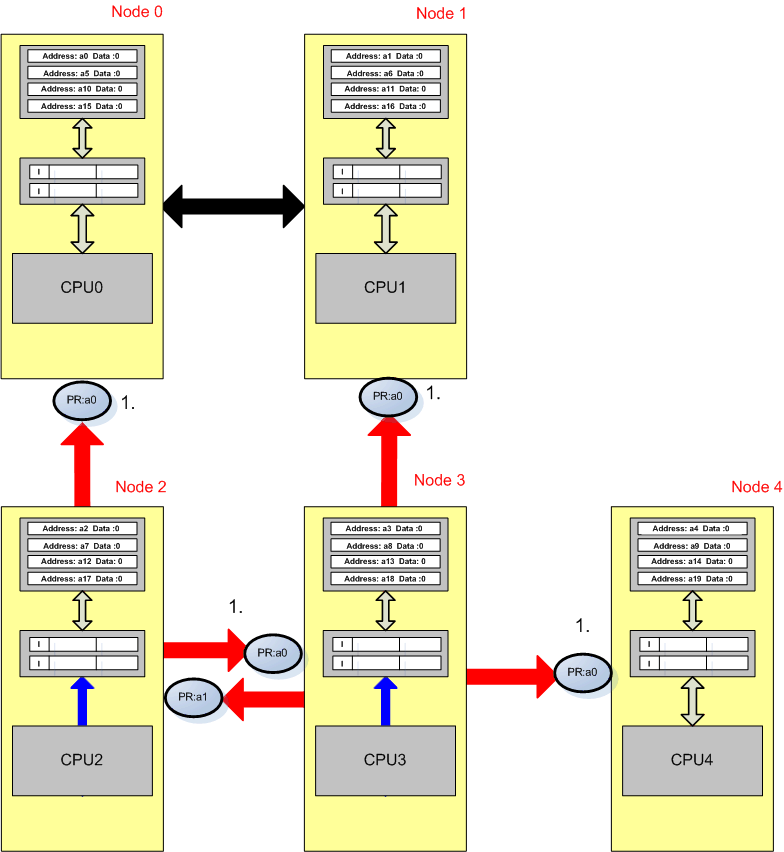 Node 0
Node 1
Address: a0 Data :0
Address: a5 Data :0
Address: a10 Data: 0
Address: a15 Data :0
Address: a1 Data :0
Address: a6 Data :0
Address: a11 Data: 0
Address: a16 Data :0
I
I
I
I
CPU0
CPU1
PR:a0
1.
PR:a0
1.
Node 2
Node 3
Node 4
Address: a2 Data :0
Address: a7 Data :0
Address: a12 Data: 0
Address: a17 Data :0
Address: a3 Data :0
Address: a8 Data :0
Address: a13 Data: 0
Address: a18 Data :0
Address: a4 Data :0
Address: a9 Data :0
Address: a14 Data: 0
Address: a19 Data :0
1.
1.
I
I
I
I
I
I
PR:a0
PR:a1
PR:a0
CPU2
CPU3
CPU4